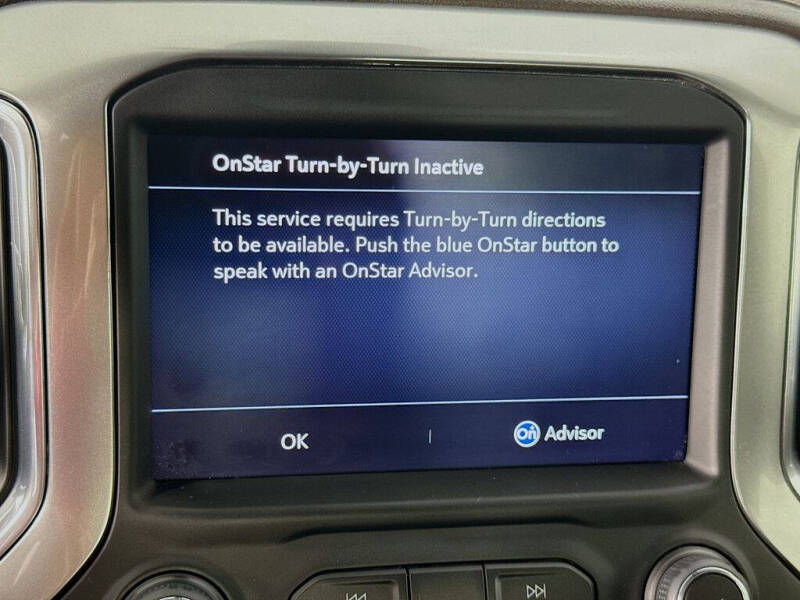 OnStar Turn-by-Turn Inactive
This service requires Turn-by-Turn directions
to be available. Push the blue OnStar button to
speak with an OnStar Advisor.
OK | On Advisor